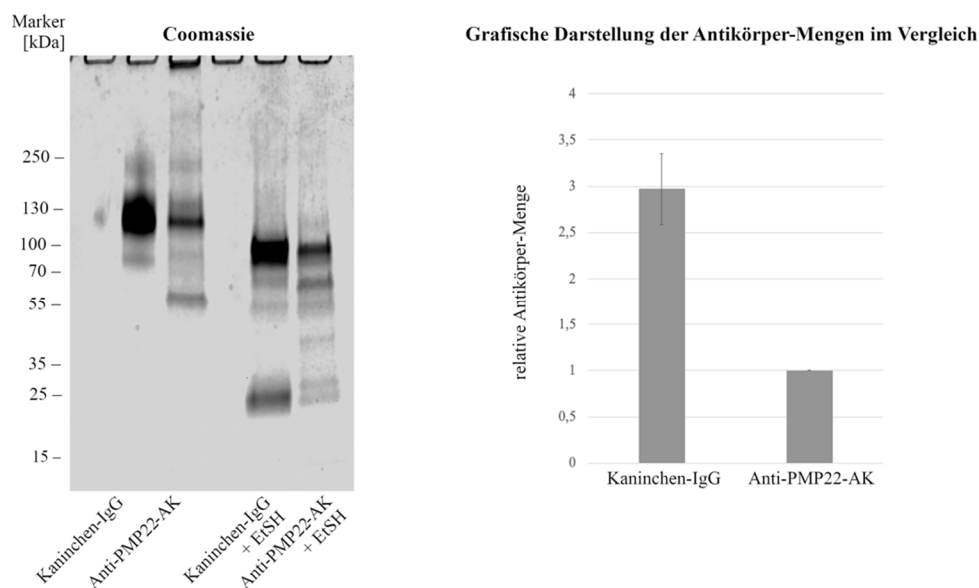 Marker
[kDa]
Coomassie
250 –
130 –
100 –
70 –
55 –
35 –
25 –
15 –
Kaninchen-IgG
Anti-PMP22-AK
Kaninchen-IgG
+ EtSH
Anti-PMP22-AK
+ EtSH
Grafische Darstellung der Antikörper-Mengen im Vergleich
relative Antikörper-Menge
4
3,5
3
2,5
2
1,5
1
0,5
0
Kaninchen-IgG
Anti-PMP22-AK